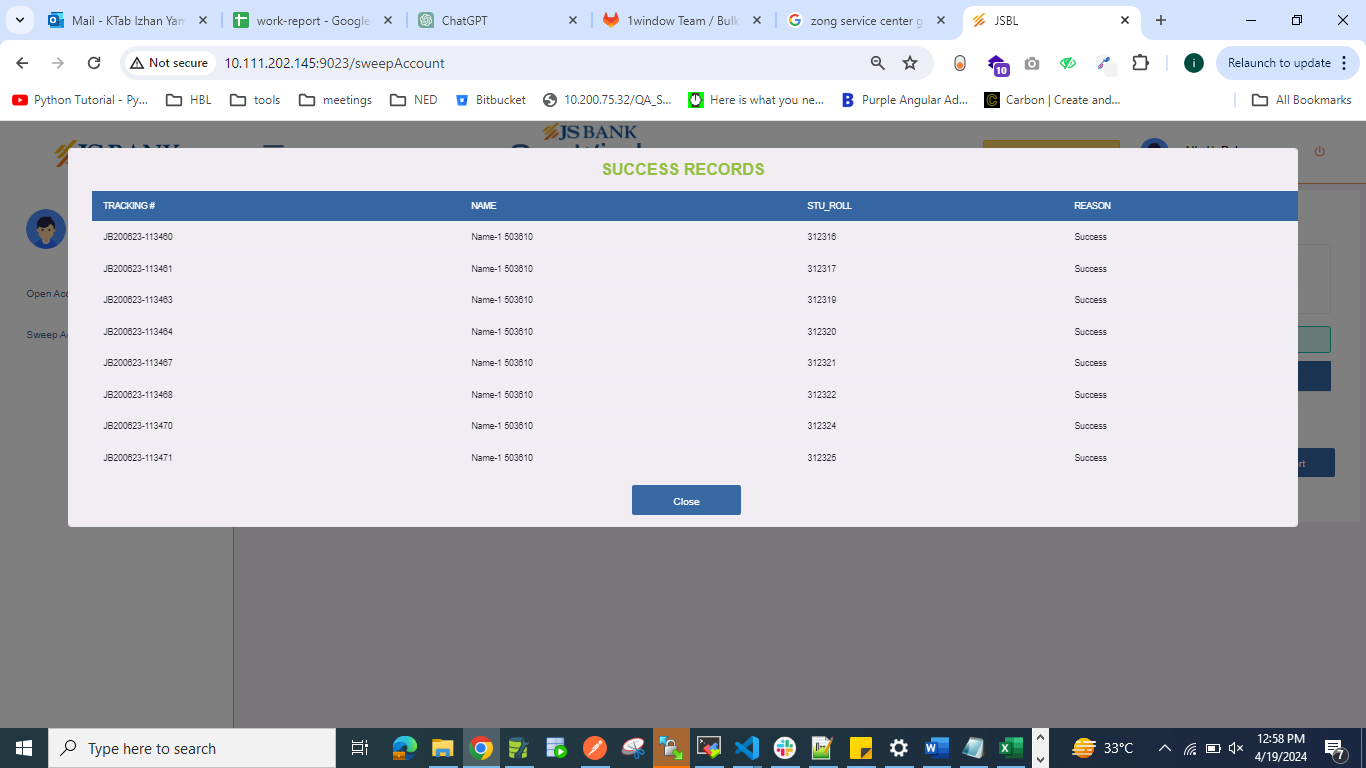 Mail - KTab Izhan Yam
work-report - Google
ChatGPT
1window Team / Bulk
zong service center g
JSBL
Not secure
10.111.202.145:9023/sweepAccount
10
i
Relaunch to update
Python Tutorial - Py...
HBL
tools
meetings
NED
Bitbucket
10.200.75.32/QA_S...
Here is what you ne...
Purple Angular Ad...
Carbon | Create and...
All Bookmarks
JS BANK
JS BANK
SUCCESS RECORDS
TRACKING # NAME STU_ROLL REASON
JB200623-113460 Name-1 503610 312316 Success
JB200623-113461 Name-1 503610 312317 Success
JB200623-113463 Name-1 503610 312319 Success
JB200623-113464 Name-1 503610 312320 Success
JB200623-113467 Name-1 503610 312321 Success
JB200623-113468 Name-1 503610 312322 Success
JB200623-113470 Name-1 503610 312324 Success
JB200623-113471 Name-1 503610 312325 Success
Open Acc
Sweep Ac
Close
Type here to search
33°C
12:58 PM
4/19/2024
7